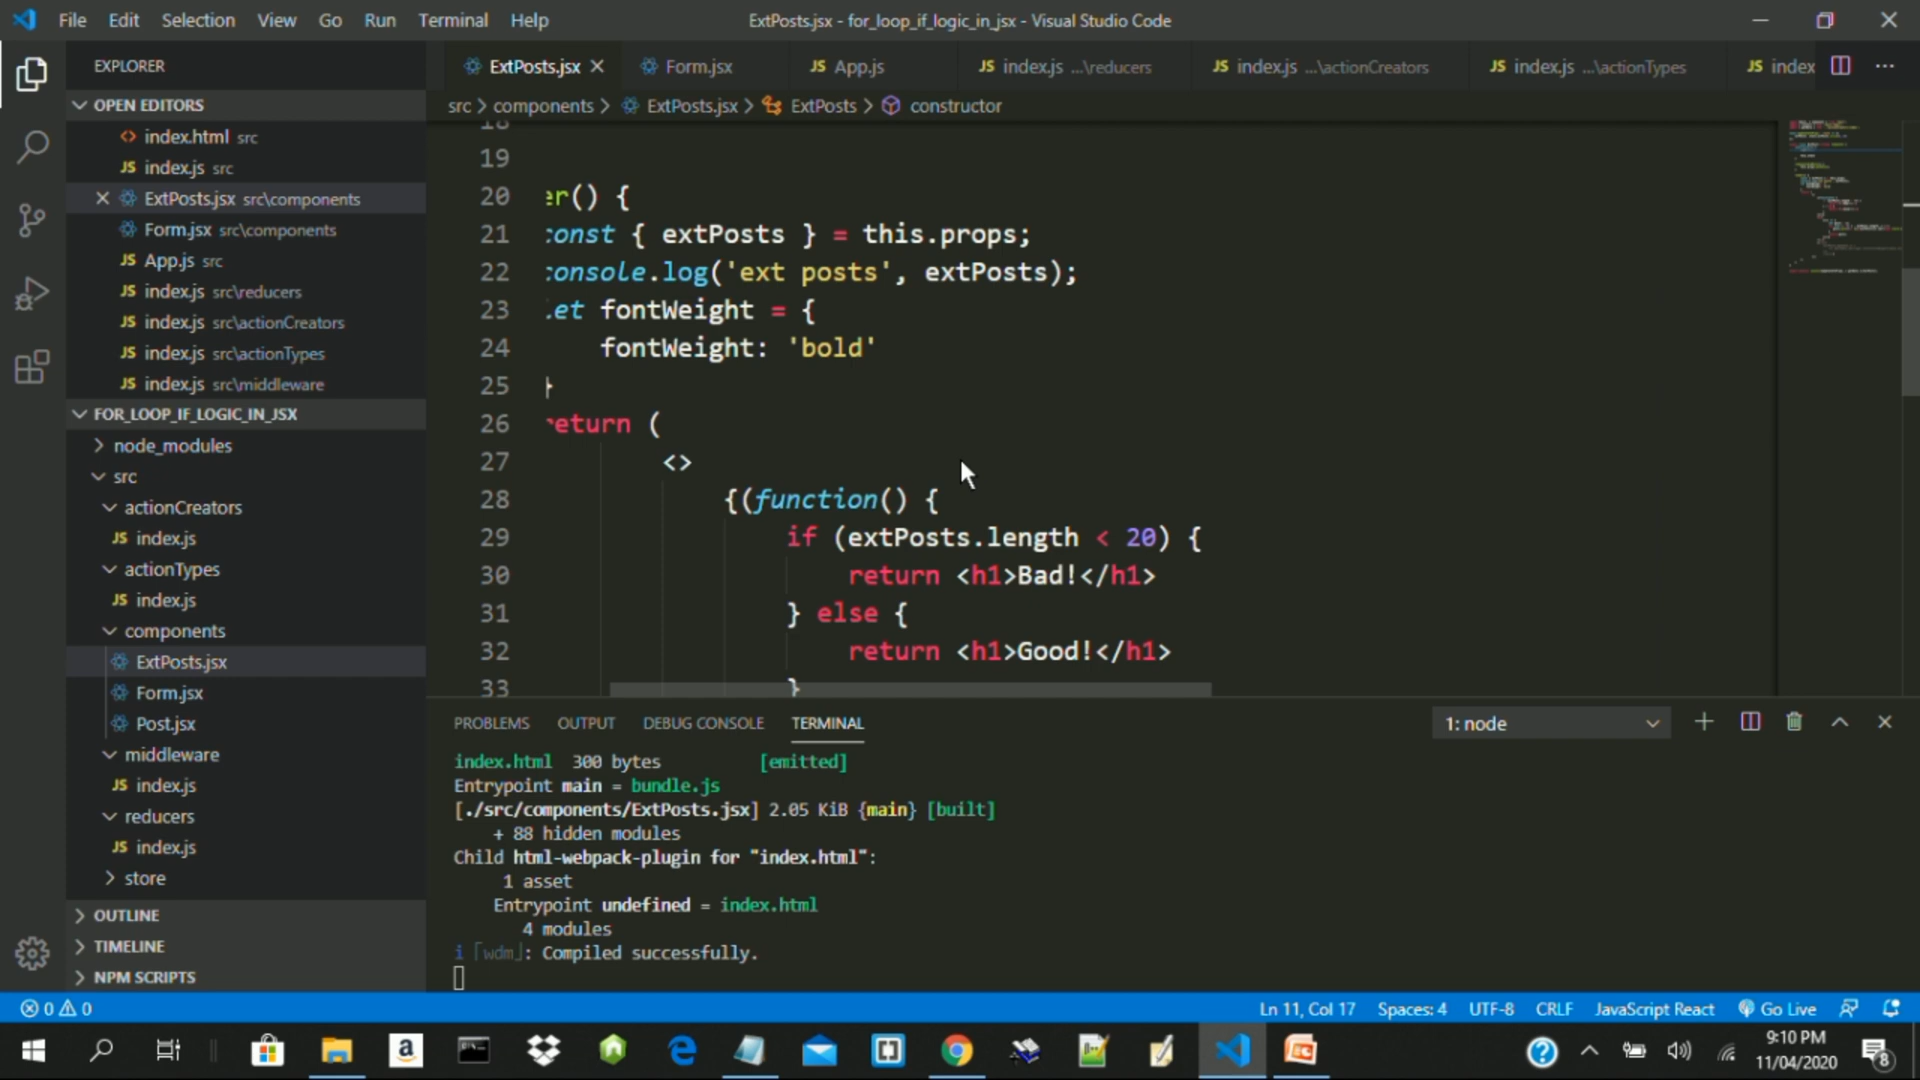 File Edit Selection View Go Run Terminal Help
ExtPosts.jsx - for_loop_if_logic_in_jsx - Visual Studio Code
EXPLORER
OPEN EDITORS
index.html src
JS index.js src
ExtPosts.jsx src\components
Form.jsx src\components
JS App.js src
JS index.js src\reducers
JS index.js src\actionCreators
JS index.js src\actionTypes
JS index.js src\middleware
FOR_LOOP_IF_LOGIC_IN_JSX
node_modules
src
actionCreators
JS index.js
actionTypes
JS index.js
components
ExtPosts.jsx
Form.jsx
Post.jsx
middleware
JS index.js
reducers
JS index.js
store
OUTLINE
TIMELINE
NPM SCRIPTS
ExtPosts.jsx Form.jsx JS App.js JS index.js ...\reducers JS index.js ...\actionCreators JS index.js ...\actionTypes JS index
src > components > ExtPosts.jsx > ExtPosts > constructor
18
19
20 er() {
21 const { extPosts } = this.props;
22 console.log('ext posts', extPosts);
23 let fontWeight = {
24 fontWeight: 'bold'
25 }
26 return (
27 <>
28 {(function() {
29 if (extPosts.length < 20) {
30 return <h1>Bad!</h1>
31 } else {
32 return <h1>Good!</h1>
33 }
PROBLEMS OUTPUT DEBUG CONSOLE TERMINAL 1: node
index.html 300 bytes [emitted]
Entrypoint main = bundle.js
[./src/components/ExtPosts.jsx] 2.05 KiB {main} [built]
+ 88 hidden modules
Child html-webpack-plugin for "index.html":
1 asset
Entrypoint undefined = index.html
4 modules
i ｢wdm｣: Compiled successfully.
0 0 Ln 11, Col 17 Spaces: 4 UTF-8 CRLF JavaScript React Go Live
9:10 PM
11/04/2020
8